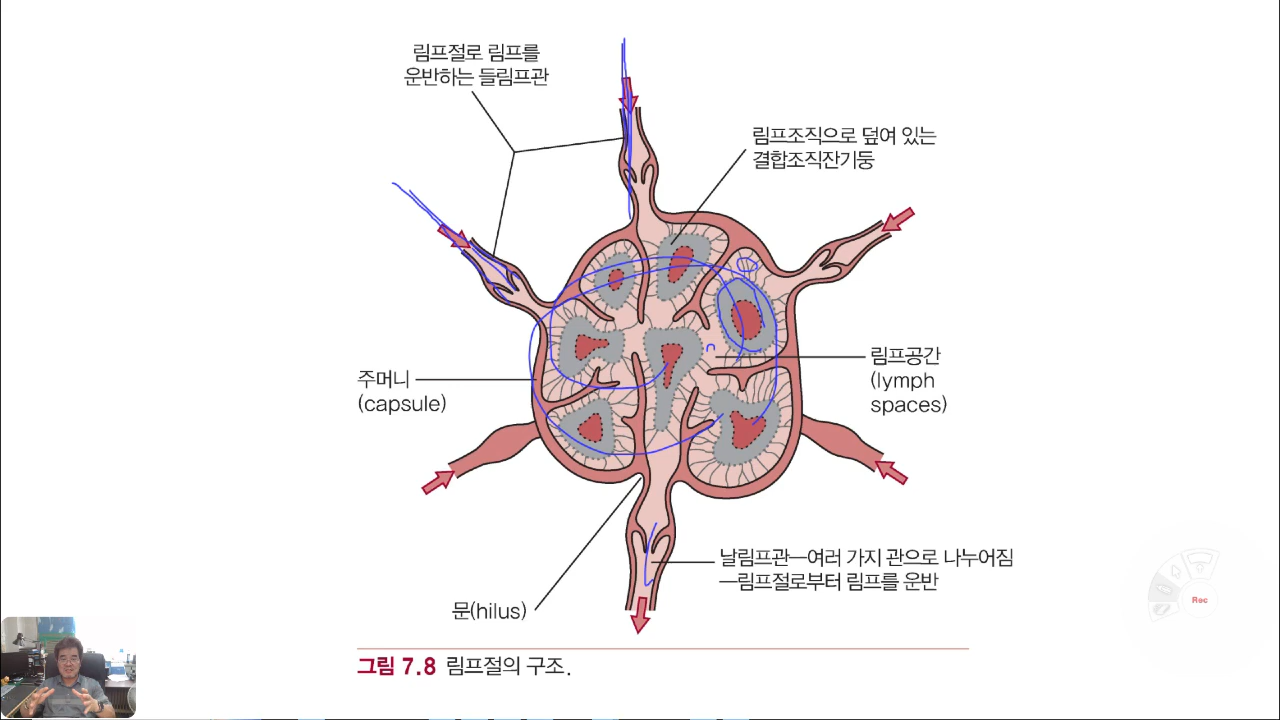 림프절로 림프를
운반하는 들림프관
림프조직으로 덮여 있는
결합조직잔기둥
림프공간
(lymph
spaces)
주머니
(capsule)
날림프관—여러 가지 관으로 나누어짐
—림프절로부터 림프를 운반
문(hilus)
Rec
그림 7.8 림프절의 구조.